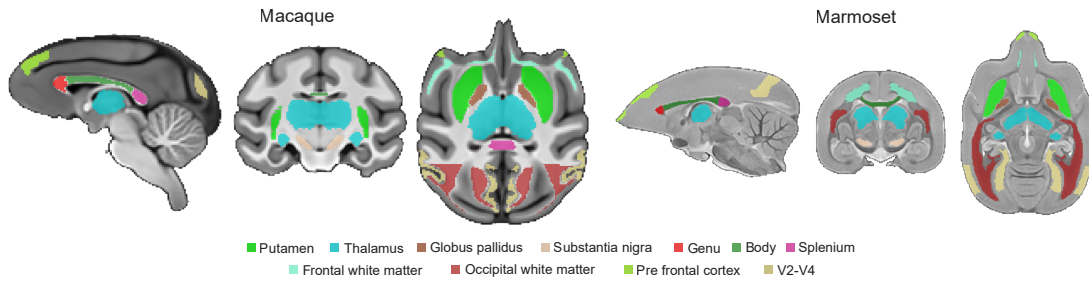 Macaque
Marmoset
Putamen Thalamus Globus pallidus Substantia nigra Genu Body Splenium
Frontal white matter Occipital white matter Pre frontal cortex V2-V4